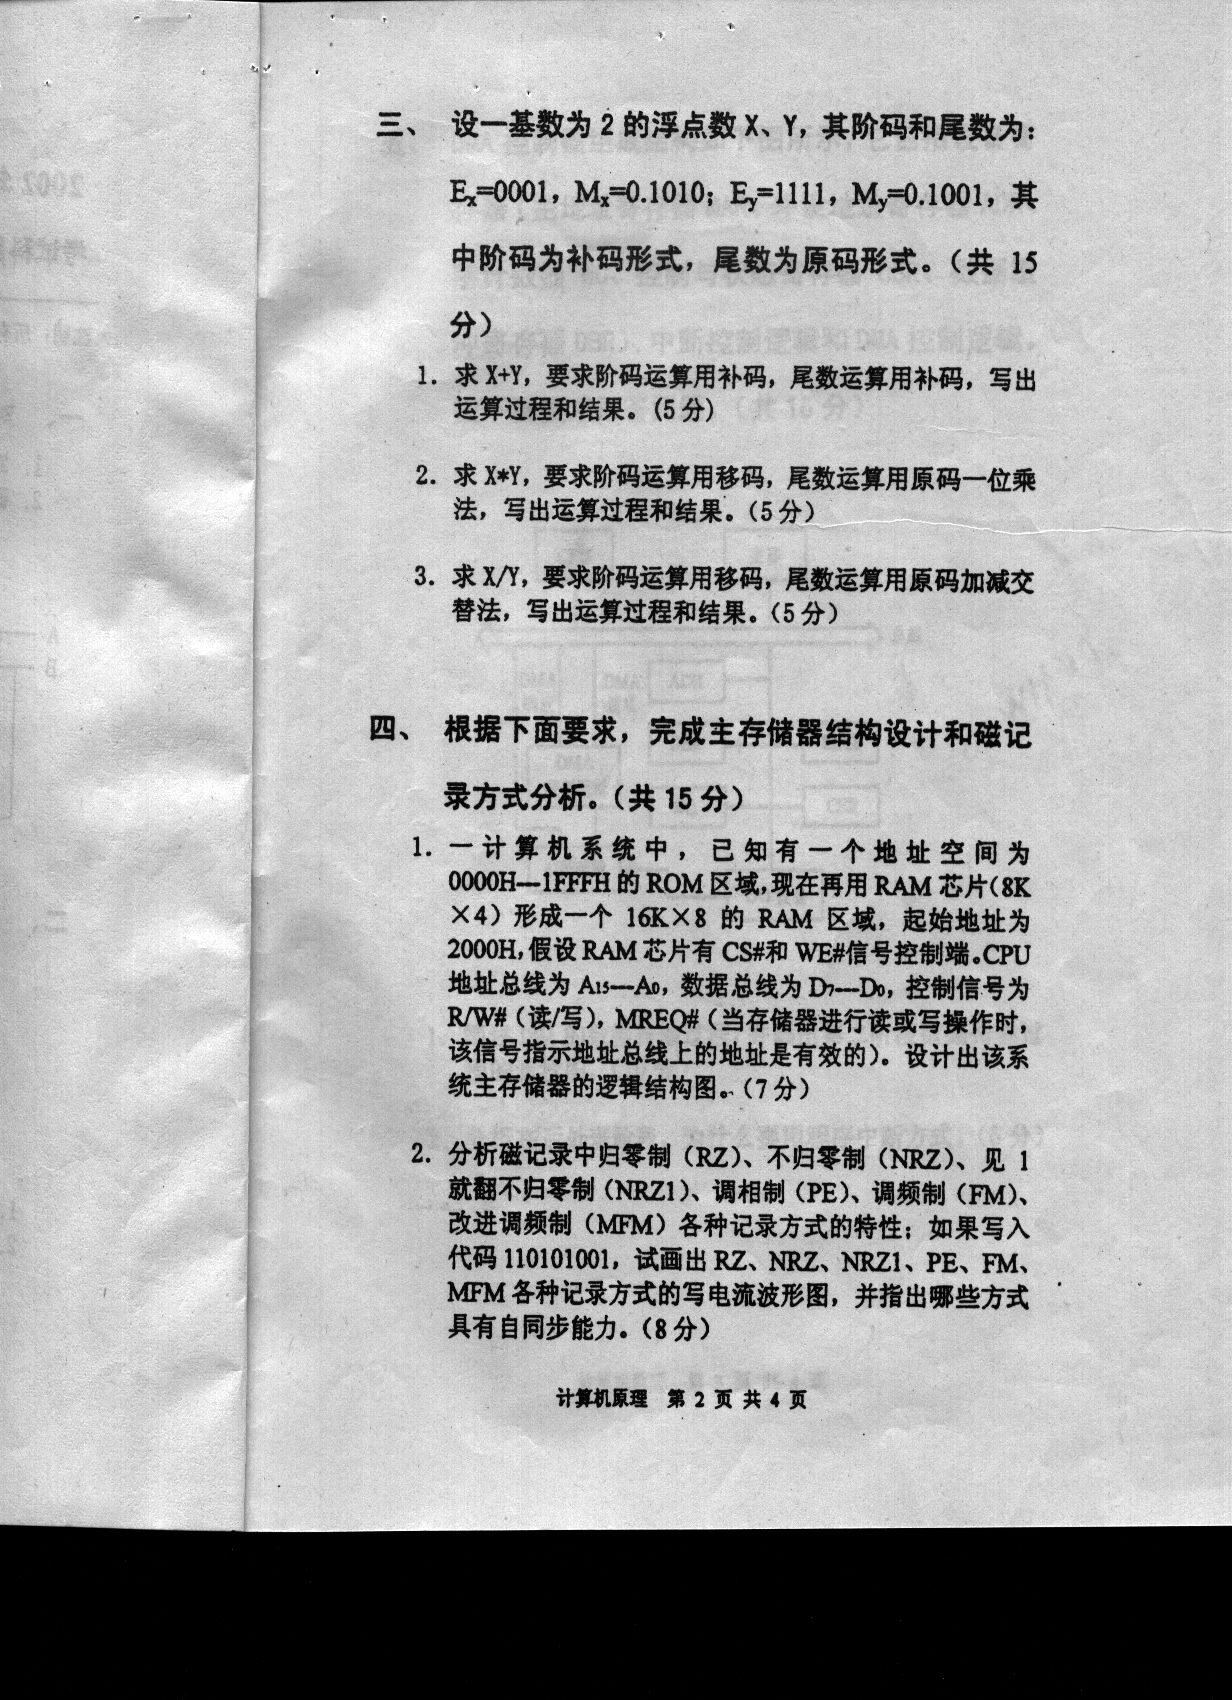 三、 设一基数为 2 的浮点数 X、Y，其阶码和尾数为：
Ex=0001，Mx=0.1010；Ey=1111，My=0.1001，其
中阶码为补码形式，尾数为原码形式。（共 15
分）
1. 求 X+Y，要求阶码运算用补码，尾数运算用补码，写出
运算过程和结果。(5 分)
2. 求 X*Y，要求阶码运算用移码，尾数运算用原码一位乘
法，写出运算过程和结果。（5 分）
3. 求 X/Y，要求阶码运算用移码，尾数运算用原码加减交
替法，写出运算过程和结果。（5 分）
四、 根据下面要求，完成主存储器结构设计和磁记
录方式分析。（共 15 分）
1. 一计算机系统中，已知有一个地址空间为
0000H—1FFFH 的 ROM 区域，现在再用 RAM 芯片（8K
×4）形成一个 16K×8 的 RAM 区域，起始地址为
2000H，假设 RAM 芯片有 CS#和 WE#信号控制端。CPU
地址总线为 A15—A0，数据总线为 D7—D0，控制信号为
R/W#（读/写），MREQ#（当存储器进行读或写操作时，
该信号指示地址总线上的地址是有效的）。设计出该系
统主存储器的逻辑结构图。（7 分）
2. 分析磁记录中归零制（RZ）、不归零制（NRZ）、见 1
就翻不归零制（NRZ1）、调相制（PE）、调频制（FM）、
改进调频制（MFM）各种记录方式的特性；如果写入
代码 110101001，试画出 RZ、NRZ、NRZ1、PE、FM、
MFM 各种记录方式的写电流波形图，并指出哪些方式
具有自同步能力。（8 分）
计算机原理 第 2 页 共 4 页